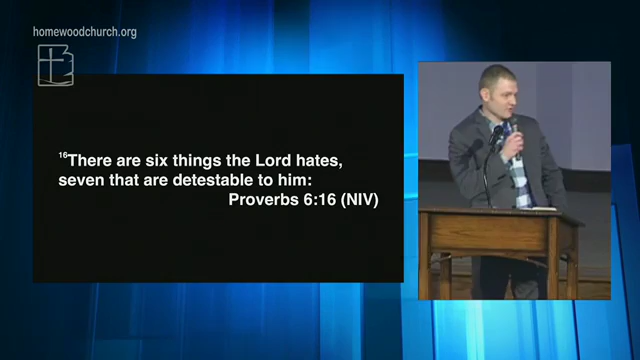 homewoodchurch.org
16There are six things the Lord hates,
seven that are detestable to him:
Proverbs 6:16 (NIV)